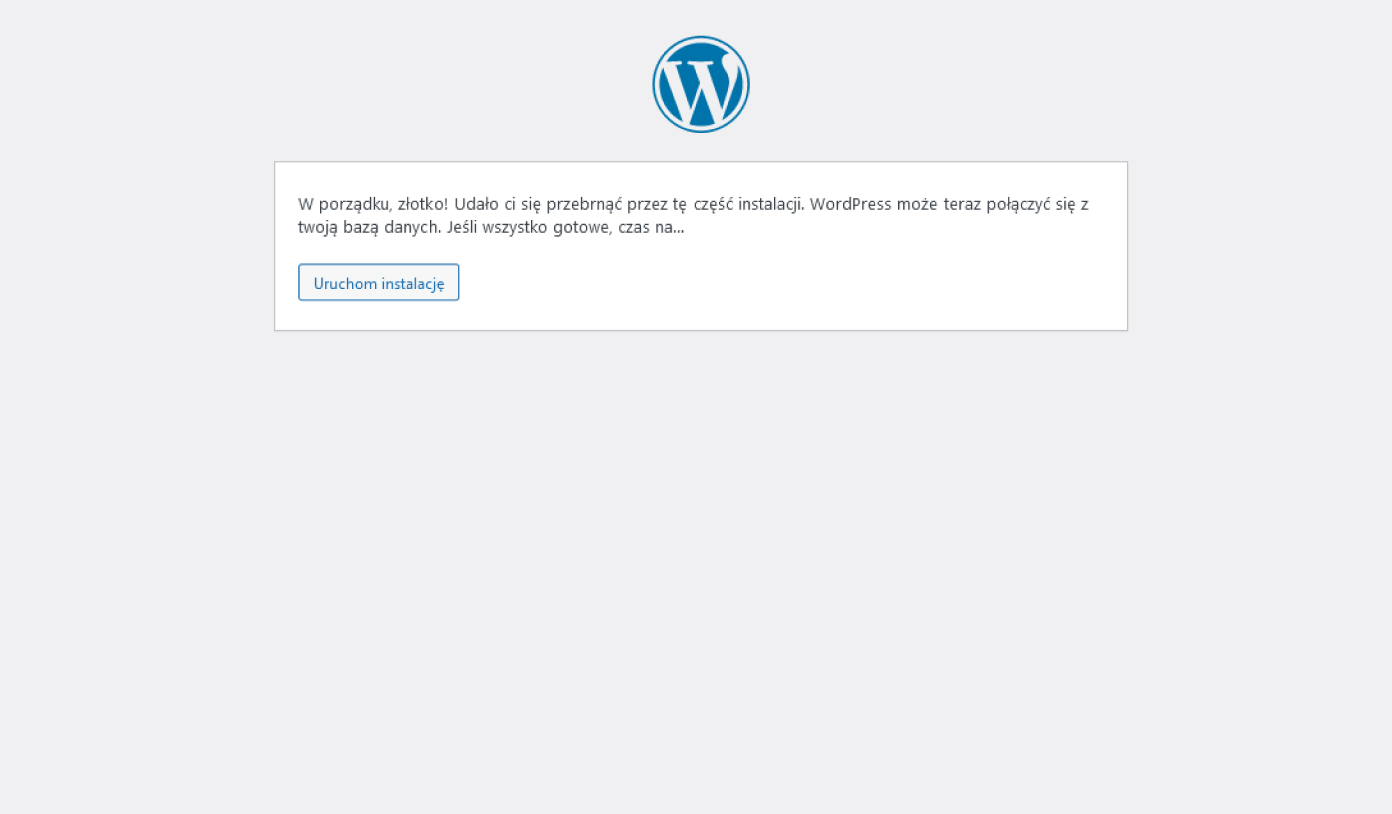 W porządku, złotko! Udało ci się przebrnąć przez tę część instalacji. WordPress może teraz połączyć się z
twoją bazą danych. Jeśli wszystko gotowe, czas na...
Uruchom instalację